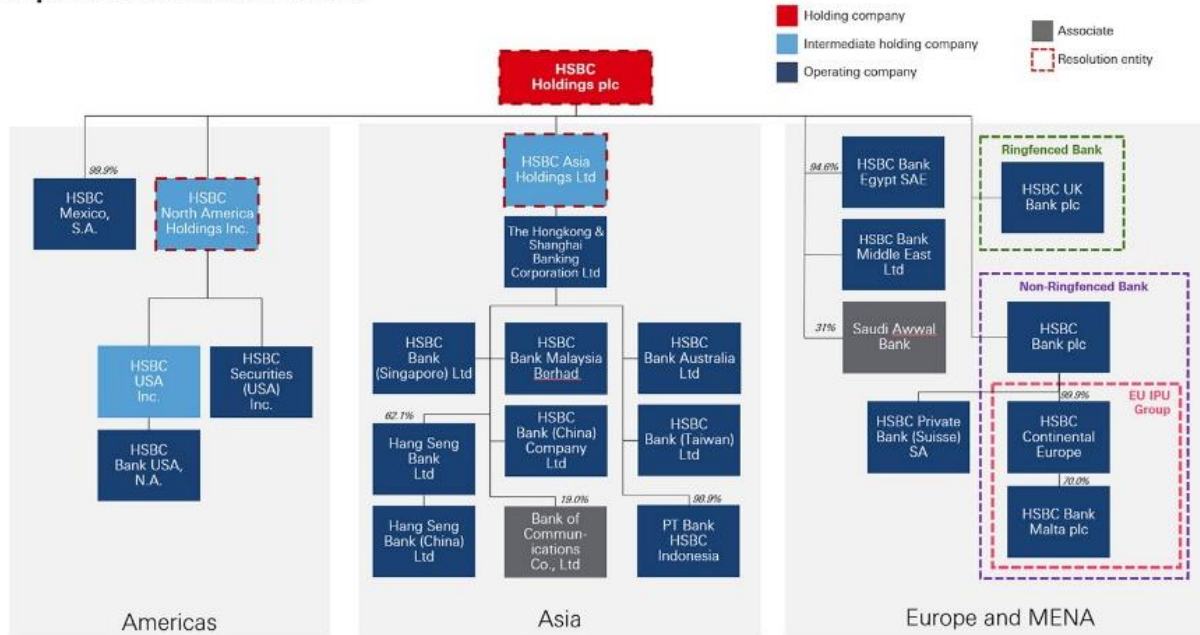 Holding company
Intermediate holding company
Operating company
Associate
Resolution entity
HSBC
Holdings plc
99.9%
HSBC
Mexico,
S.A.
HSBC
North America
Holdings Inc.
HSBC
USA
Inc.
HSBC
Securities
(USA)
Inc.
HSBC
Bank USA,
N.A.
Americas
HSBC Asia
Holdings Ltd
The Hongkong &
Shanghai
Banking
Corporation Ltd
HSBC
Bank
(Singapore) Ltd
HSBC
Bank Malaysia
Berhad
HSBC
Bank Australia
Ltd
62.1%
Hang Seng
Bank
Ltd
HSBC
Bank (China)
Company
Ltd
HSBC
Bank (Taiwan)
Ltd
Hang Seng
Bank (China)
Ltd
19.0%
Bank of
Commun-
ications
Co., Ltd
98.9%
PT Bank
HSBC
Indonesia
Asia
94.6%
HSBC Bank
Egypt SAE
HSBC Bank
Middle East
Ltd
31%
Saudi Awwal
Bank
Ringfenced Bank
HSBC UK
Bank plc
Non-Ringfenced Bank
HSBC
Bank plc
HSBC Private
Bank (Suisse)
SA
99.9%
EU IPU
Group
HSBC
Continental
Europe
70.0%
HSBC Bank
Malta plc
Europe and MENA